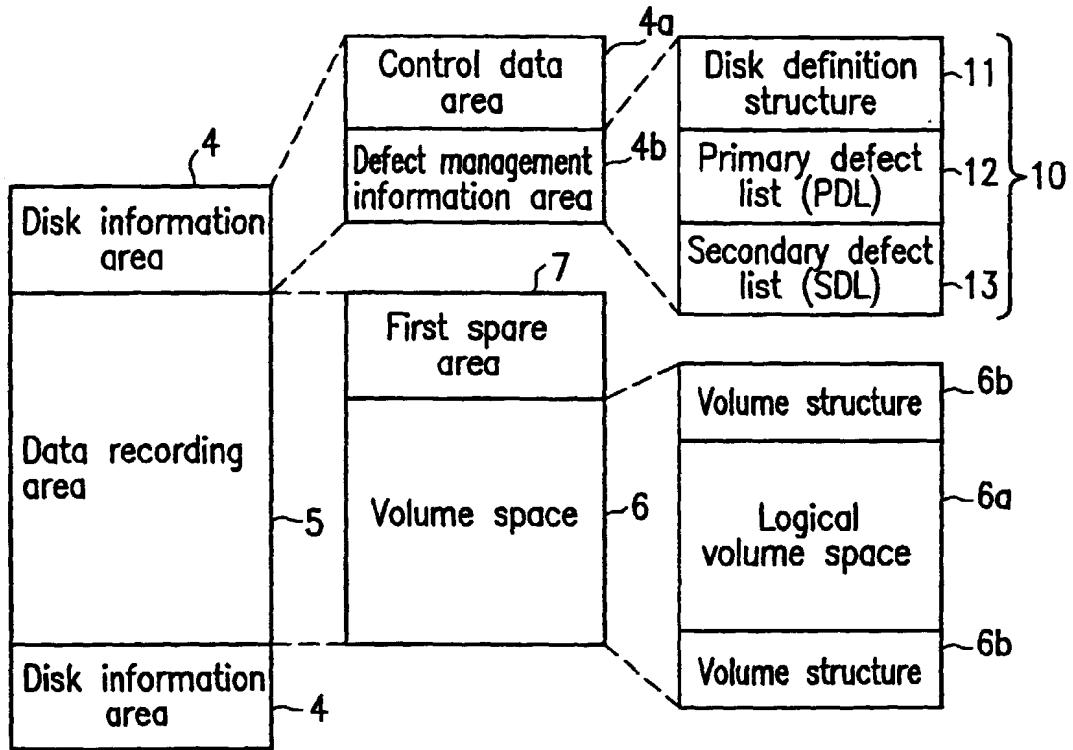 4
Disk information
area
Data recording
area
5
Disk information
area
4
4a
Control data
area
4b
Defect management
information area
7
First spare
area
Volume space
6
Disk definition
structure
11
Primary defect
list (PDL)
12
Secondary defect
list (SDL)
13
10
6b
Volume structure
6a
Logical
volume space
6b
Volume structure